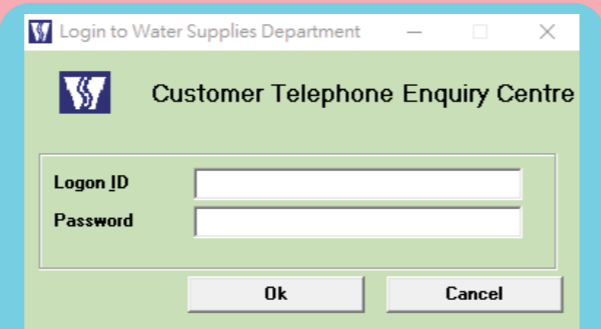 Login to Water Supplies Department
Customer Telephone Enquiry Centre
Logon ID
Password
Ok
Cancel